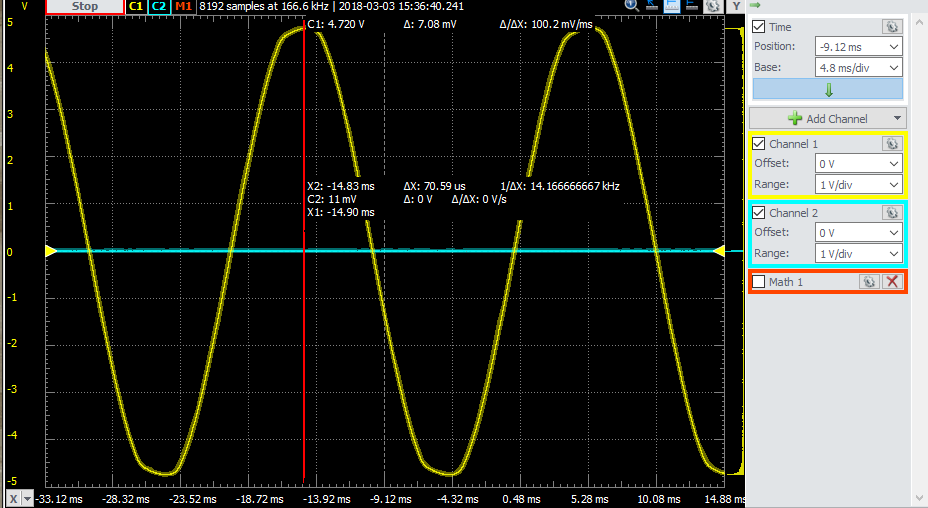 V Stop C1 C2 M1 8192 samples at 166.6 kHz | 2018-03-03 15:36:40.241 Y
C1: 4.720 V Δ: 7.08 mV Δ/ΔX: 100.2 mV/ms
X2: -14.83 ms ΔX: 70.59 us 1/ΔX: 14.166666667 kHz
C2: 11 mV Δ: 0 V Δ/ΔX: 0 V/s
X1: -14.90 ms
5
4
3
2
1
0
-1
-2
-3
-4
-5
X -33.12 ms -28.32 ms -23.52 ms -18.72 ms -13.92 ms -9.12 ms -4.32 ms 0.48 ms 5.28 ms 10.08 ms 14.88 ms
Time
Position: -9.12 ms
Base: 4.8 ms/div
Add Channel
Channel 1
Offset: 0 V
Range: 1 V/div
Channel 2
Offset: 0 V
Range: 1 V/div
Math 1